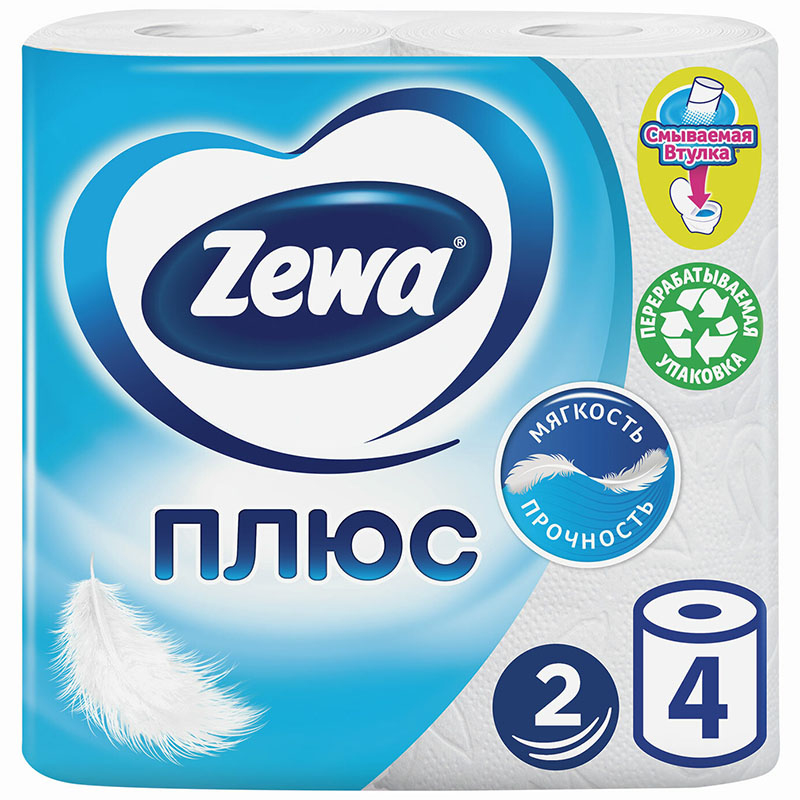 Смываемая
Втулка
Zewa®
ПЕРЕРАБАТЫВАЕМАЯ
УПАКОВКА
МЯГКОСТЬ
ПРОЧНОСТЬ
плюс
2
4